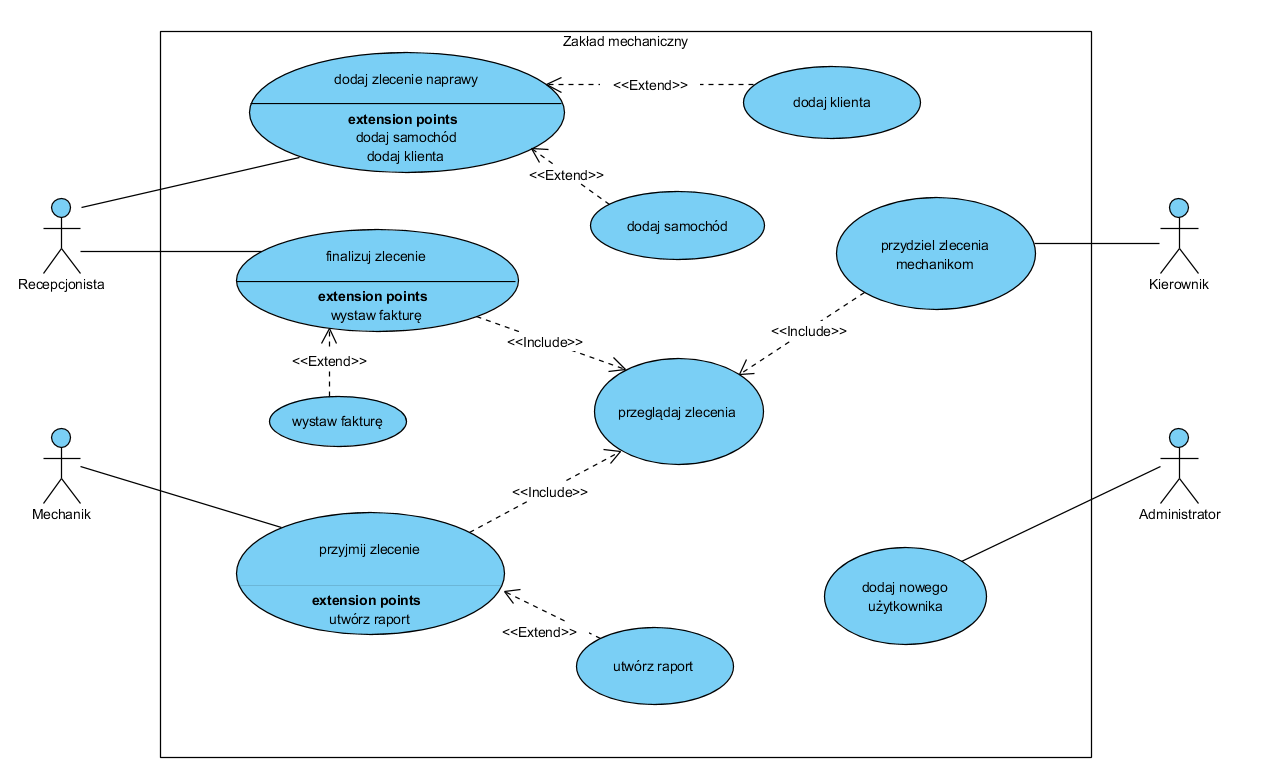 Zakład mechaniczny
dodaj zlecenie naprawy
extension points
dodaj samochód
dodaj klienta
<<Extend>>
dodaj klienta
<<Extend>>
dodaj samochód
Recepcjonista
finalizuj zlecenie
extension points
wystaw fakturę
<<Extend>>
wystaw fakturę
<<Include>>
przydziel zlecenia
mechanikom
Kierownik
<<Include>>
przeglądaj zlecenia
Mechanik
<<Include>>
przyjmij zlecenie
extension points
utwórz raport
<<Extend>>
utwórz raport
Administrator
dodaj nowego
użytkownika